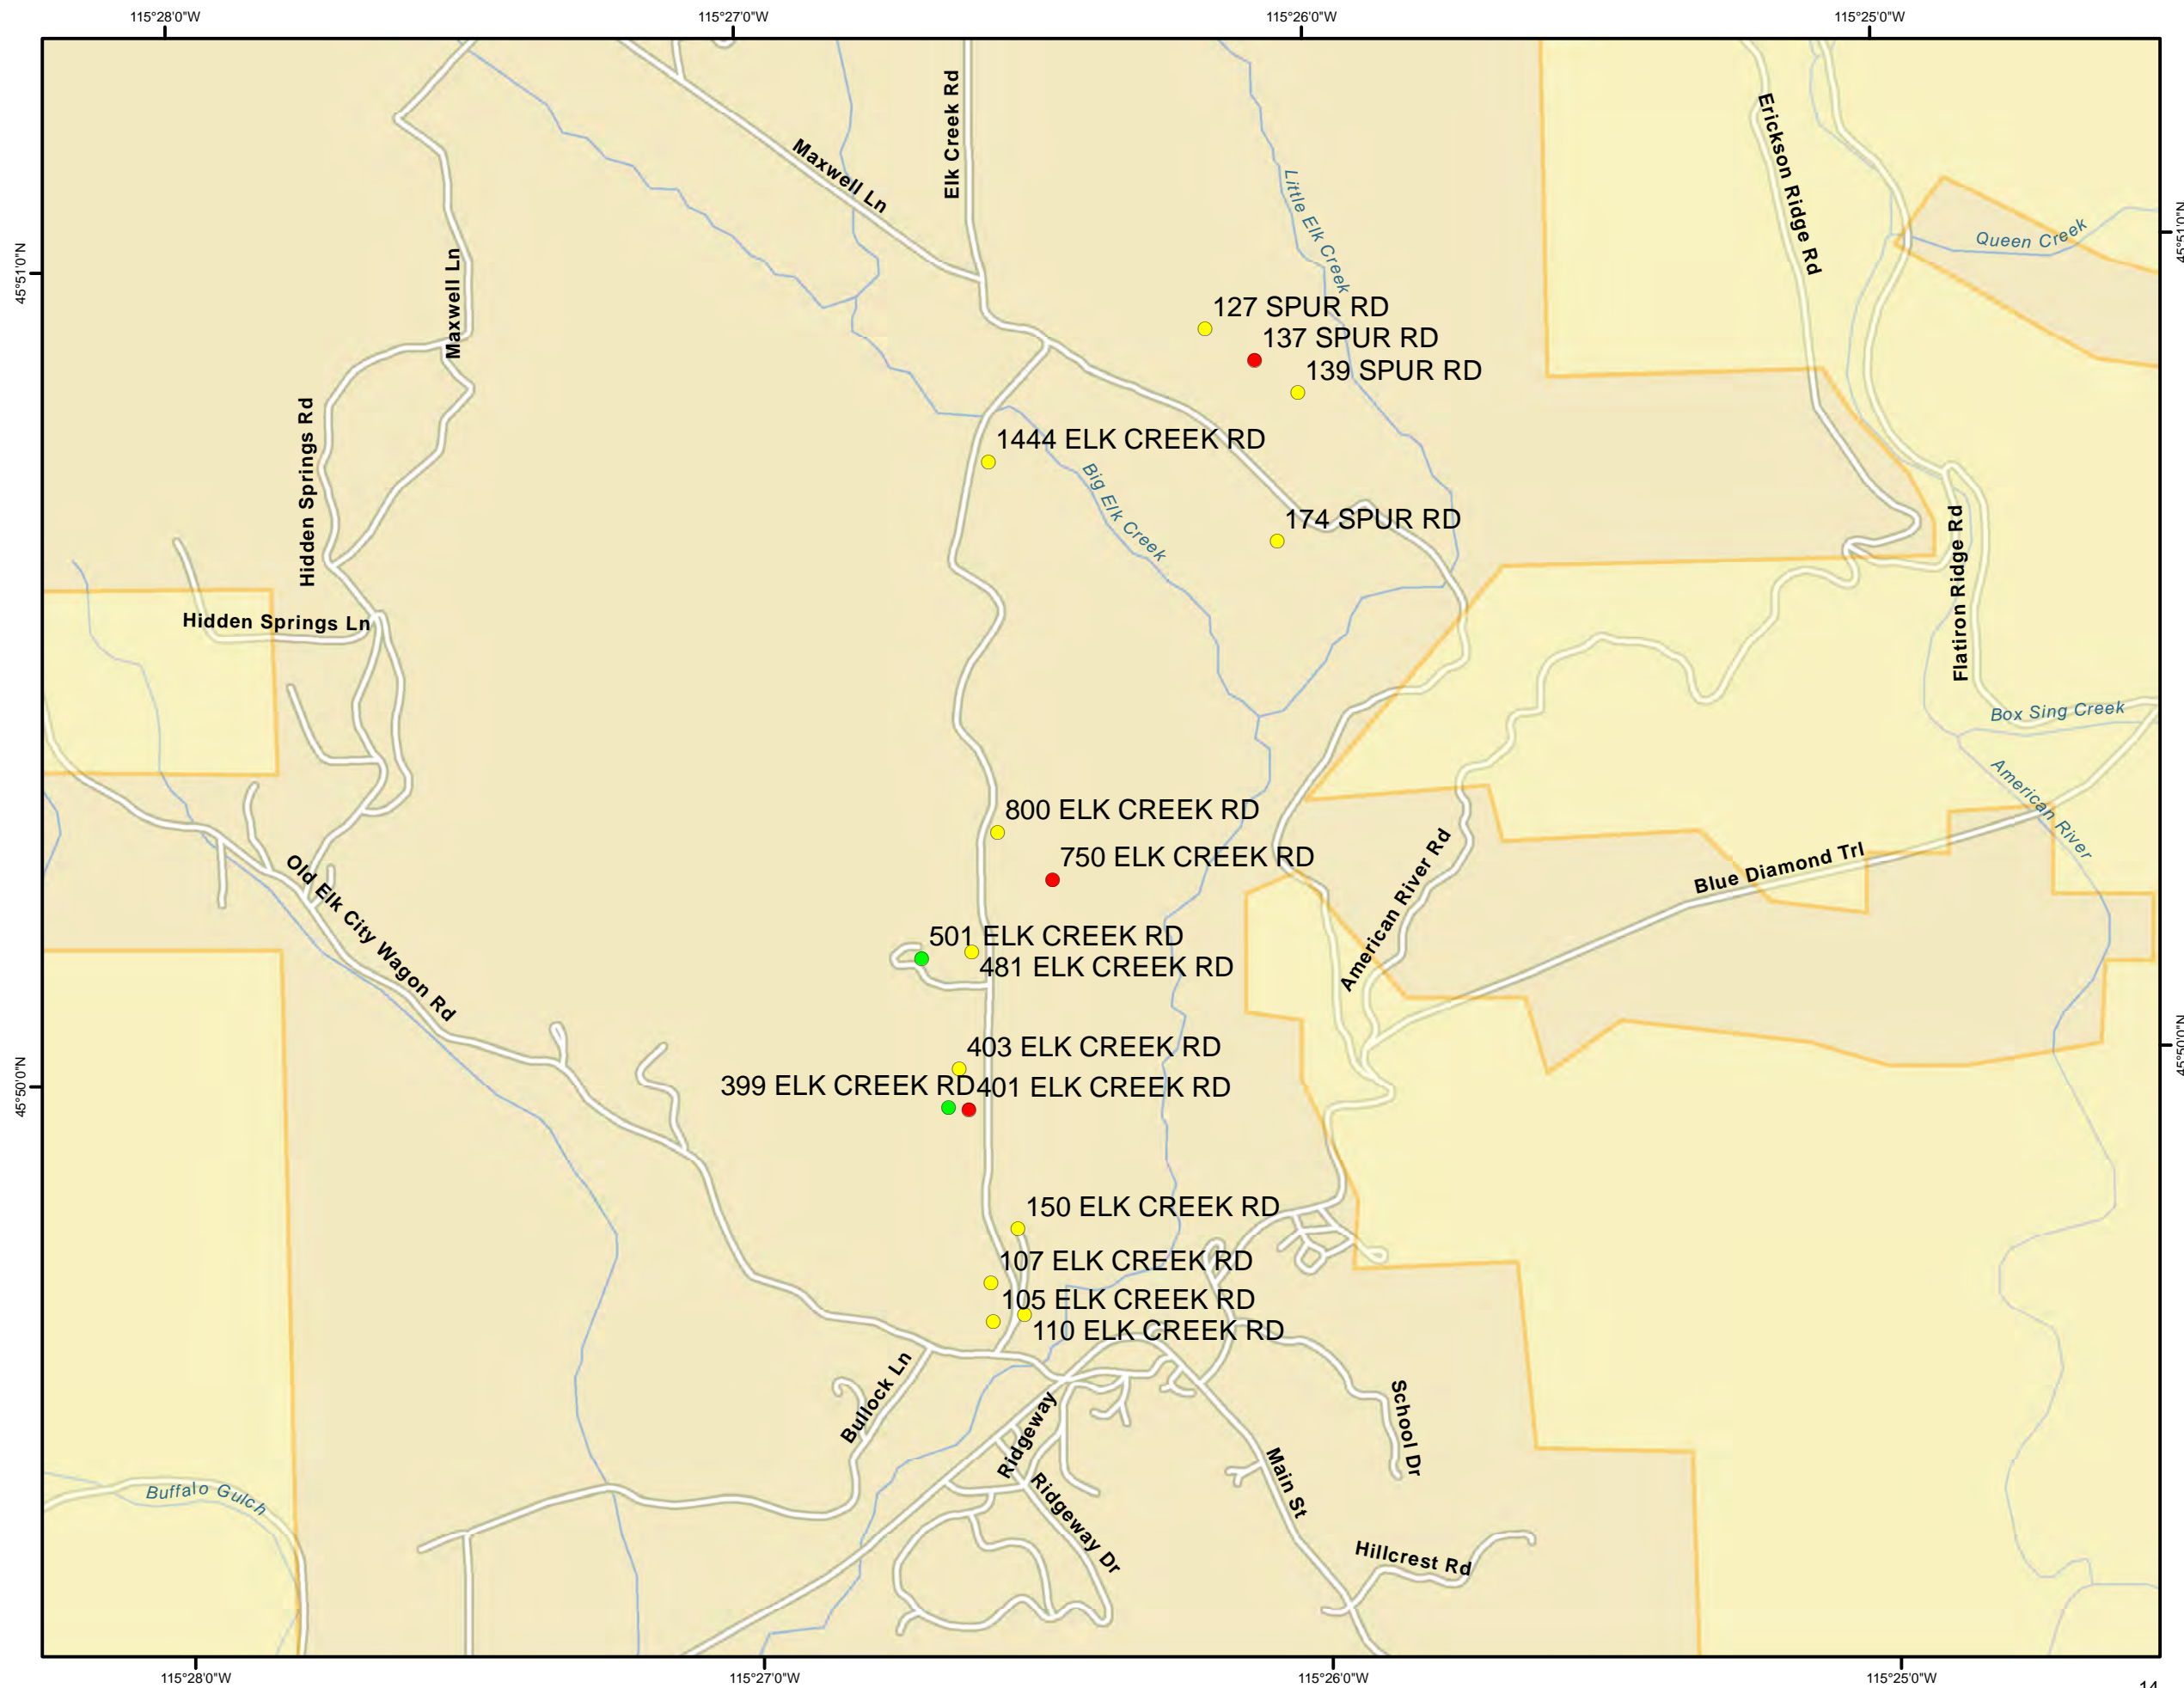 115°28'0"W
115°27'0"W
115°26'0"W
115°25'0"W
Elk Creek Rd
Maxwell Ln
Erickson Ridge Rd
Little Elk Creek
Queen Creek
45°51'0"N
45°51'0"N
Maxwell Ln
127 SPUR RD
137 SPUR RD
139 SPUR RD
Hidden Springs Rd
1444 ELK CREEK RD
Big Elk Creek
174 SPUR RD
Flatiron Ridge Rd
Hidden Springs Ln
Box Sing Creek
American River
800 ELK CREEK RD
750 ELK CREEK RD
American River Rd
Blue Diamond Trl
Old Elk City Wagon Rd
501 ELK CREEK RD
481 ELK CREEK RD
45°50'0"N
45°50'0"N
403 ELK CREEK RD
399 ELK CREEK RD
401 ELK CREEK RD
150 ELK CREEK RD
107 ELK CREEK RD
105 ELK CREEK RD
110 ELK CREEK RD
Bullock Ln
Ridgeway
School Dr
Main St
Ridgeway Dr
Buffalo Gulch
Hillcrest Rd
115°28'0"W
115°27'0"W
115°26'0"W
115°25'0"W
14